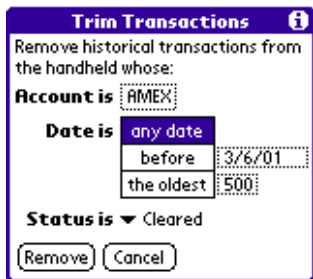 Trim Transactions i
Remove historical transactions from
the handheld whose:
Account is AMEX
Date is any date
before 3/6/01
the oldest 500
Status is Cleared
Remove Cancel